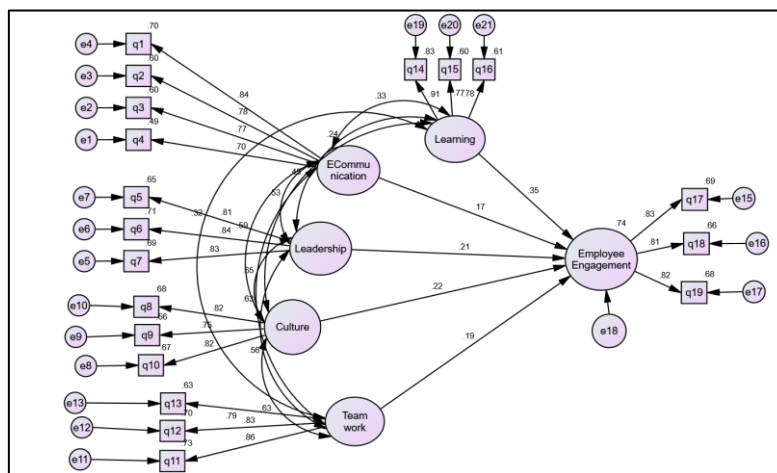 e4 q1 .70
e3 q2 .60
e2 q3 .60
e1 q4 .49
.84
.78
.77
.70
e19 e20 e21
.83 .60 .61
q14 q15 q16
.91 .77 .78
Learning
.33
.24
ECommu
nication
.53
.32
e7 q5 .65
e6 q6 .71
e5 q7 .69
.81
.84
.83
.59
Leadership
.65
.63
e10 q8 .68
e9 q9 .66
e8 q10 .67
.82
.75
.82
Culture
.56
.63
e13 q13 .63
e12 q12 .70
e11 q11 .73
.79
.83
.86
Team
work
.35
.17
.21
.22
.19
.74
Employee
Engagement
e18
.83 q17 .69 e15
.81 q18 .66 e16
.82 q19 .68 e17